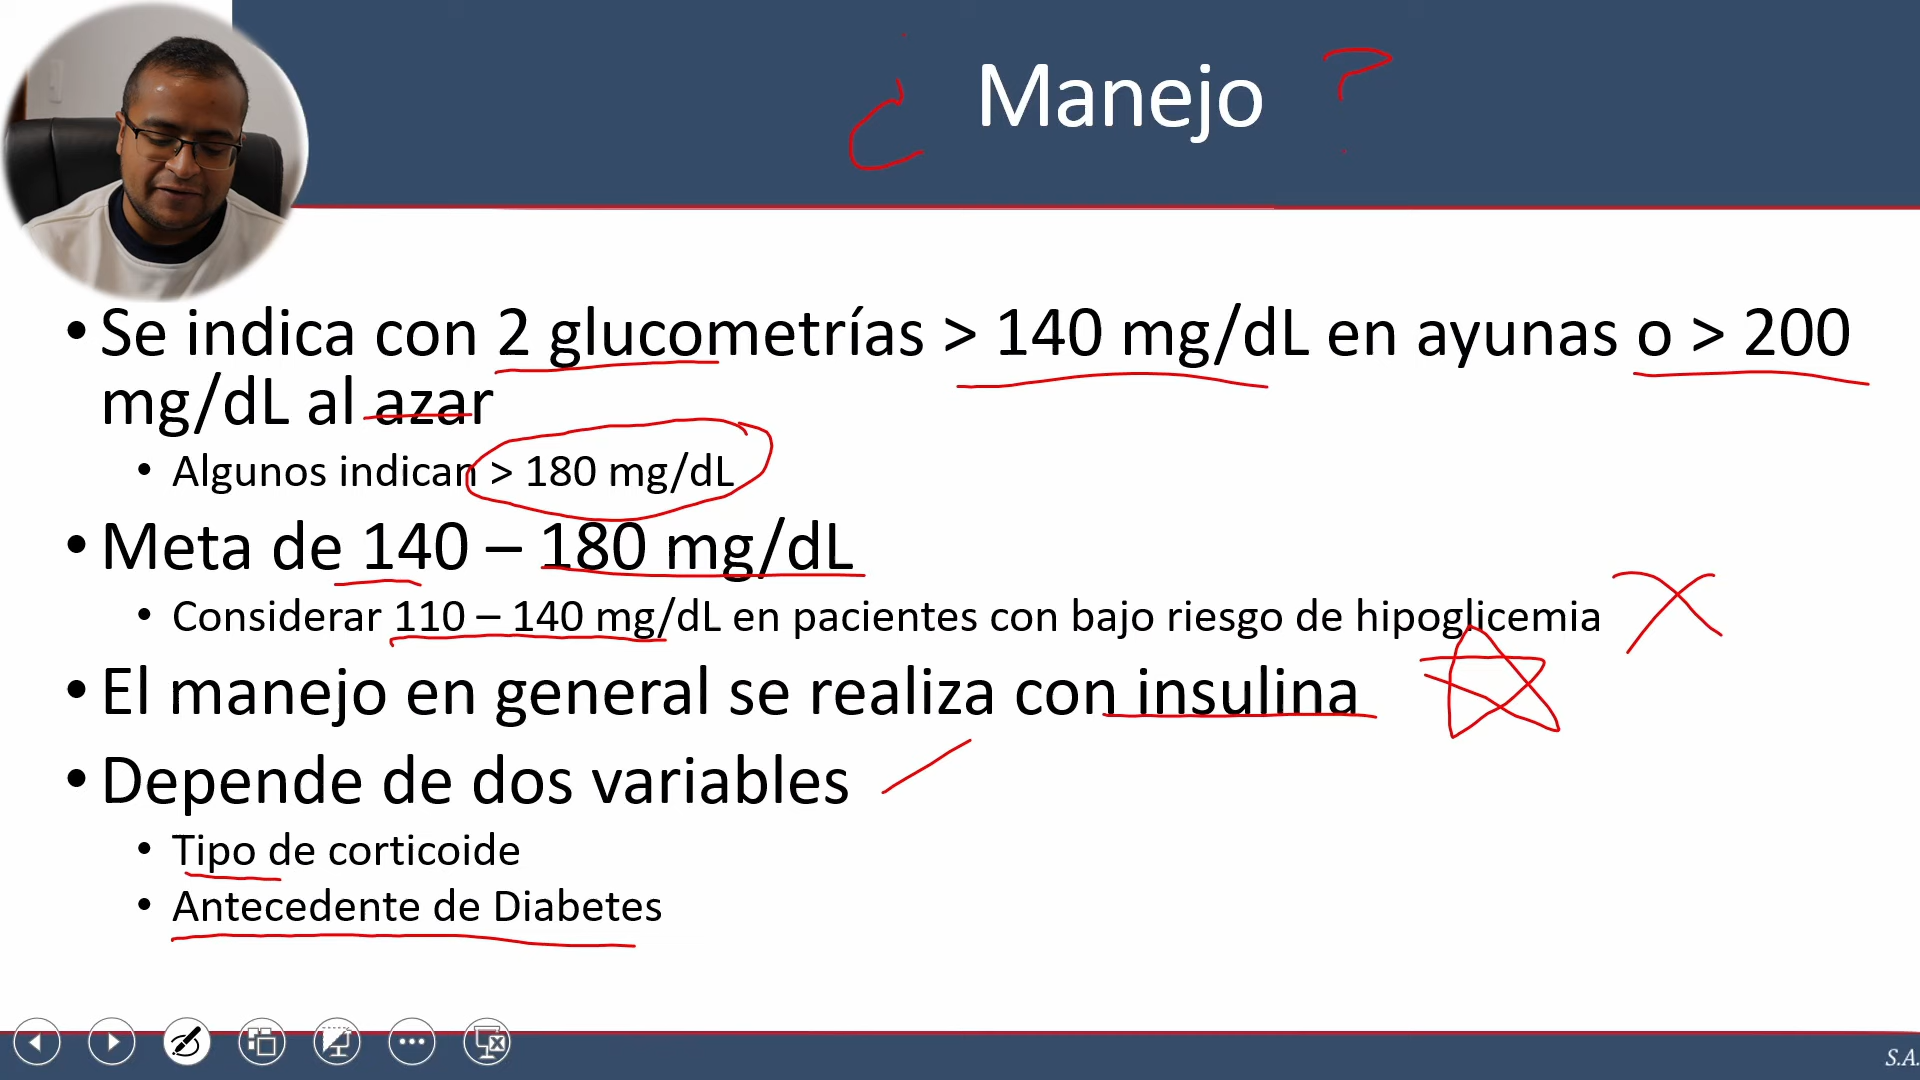 ¿ Manejo ?
• Se indica con 2 glucometrías > 140 mg/dL en ayunas o > 200
mg/dL al azar
• Algunos indican > 180 mg/dL
• Meta de 140 – 180 mg/dL
• Considerar 110 – 140 mg/dL en pacientes con bajo riesgo de hipoglicemia
• El manejo en general se realiza con insulina
• Depende de dos variables
• Tipo de corticoide
• Antecedente de Diabetes
S.A.